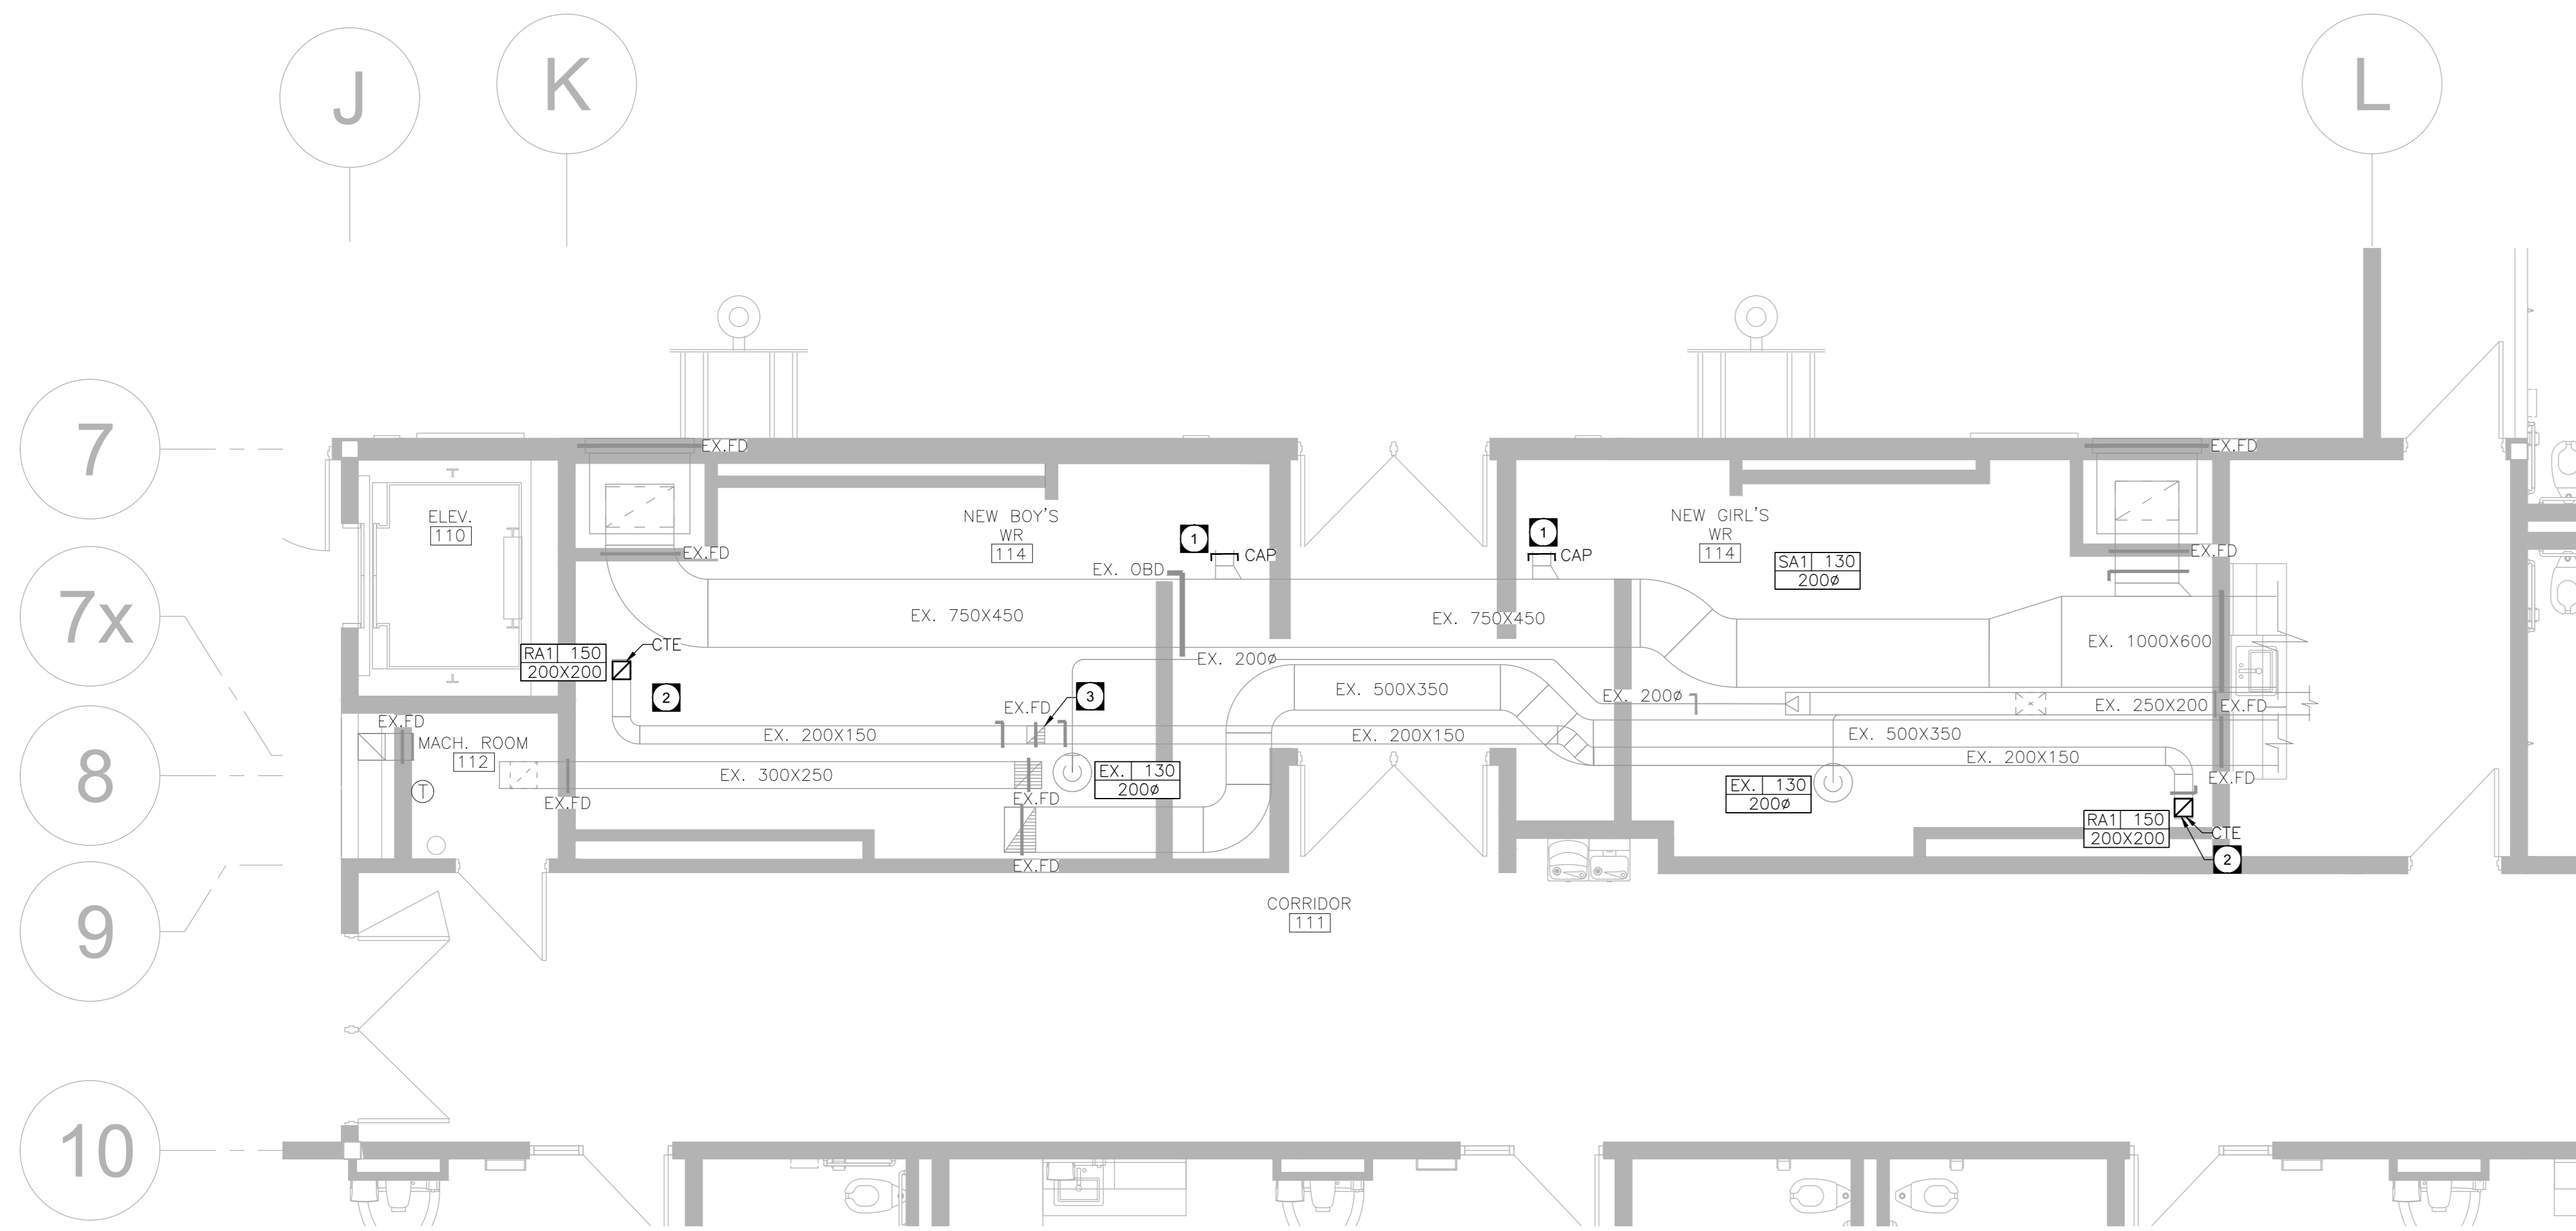 J
K
L
7
7x
8
9
10
EX.FD
EX.FD
ELEV.
110
NEW BOY'S
WR
114
1
CAP
1
CAP
NEW GIRL'S
WR
114
EX.FD
EX.FD
EX. OBD
SA1 130
200ø
EX. 750X450
EX. 750X450
EX. 1000X600
RA1 150
200X200
CTE
EX. 200ø
2
3
EX. 500X350
EX. 200ø
EX. 250X200
EX.FD
EX.FD
EX.FD
MACH. ROOM
112
EX. 200X150
EX. 200X150
EX. 500X350
EX. 200X150
T
EX. 300X250
EX. 130
200ø
EX. 130
200ø
EX.FD
EX.FD
EX.FD
RA1 150
200X200
CTE
2
EX.FD
CORRIDOR
111